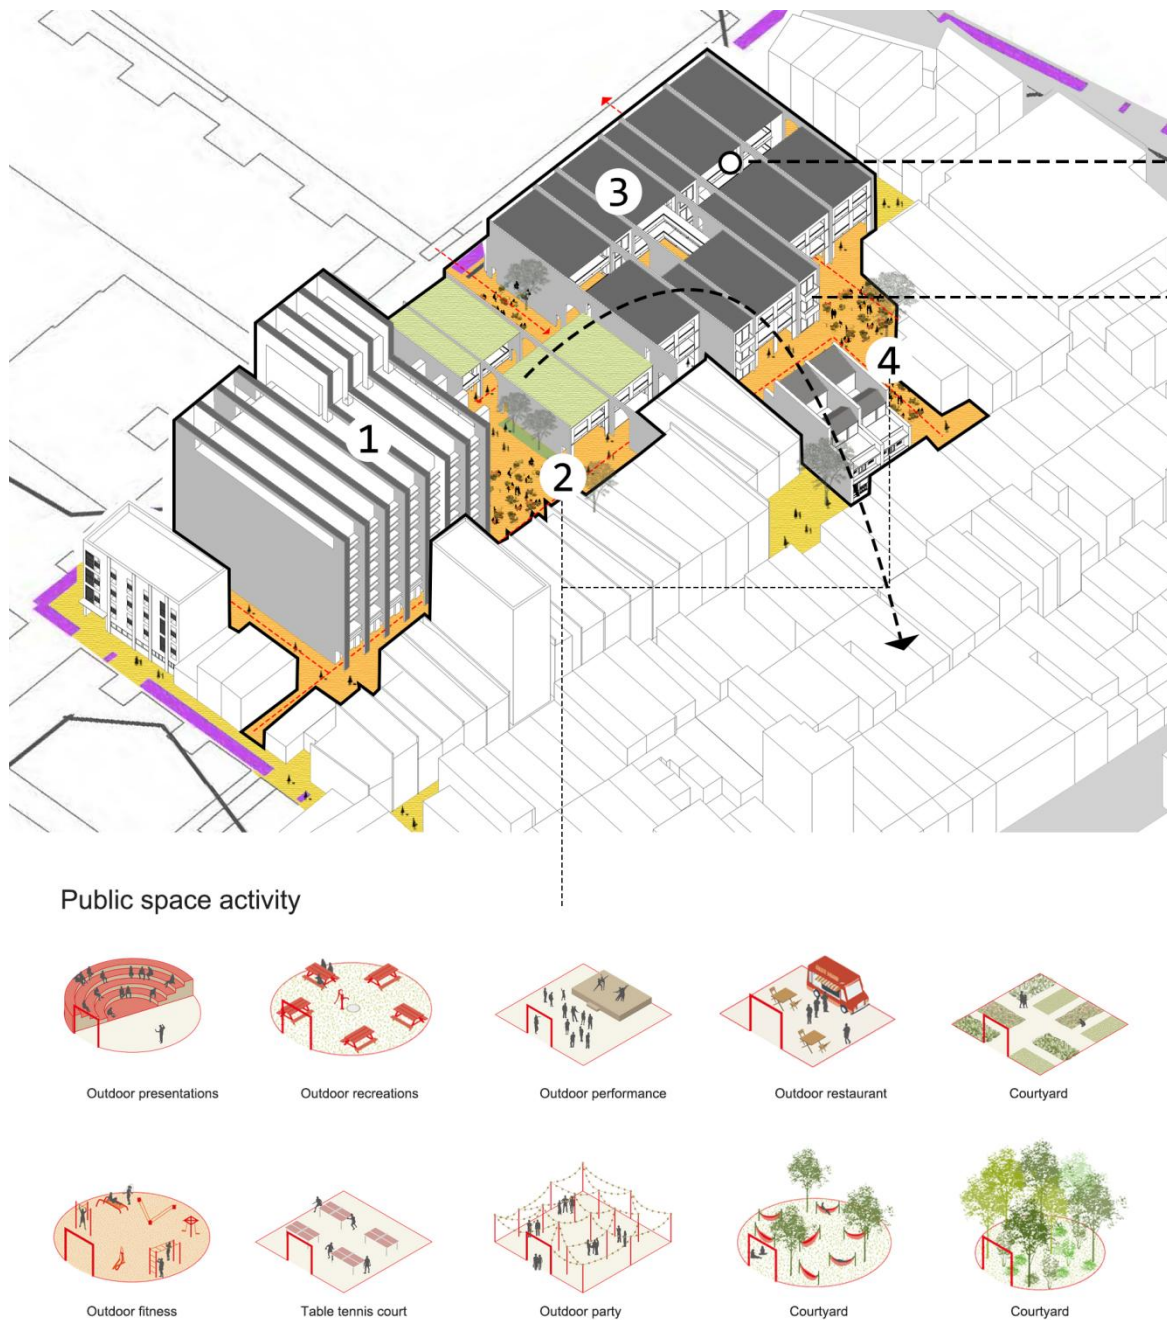 3
1
4
2
Public space activity
Outdoor presentations
Outdoor recreations
Outdoor performance
Outdoor restaurant
Courtyard
Outdoor fitness
Table tennis court
Outdoor party
Courtyard
Courtyard